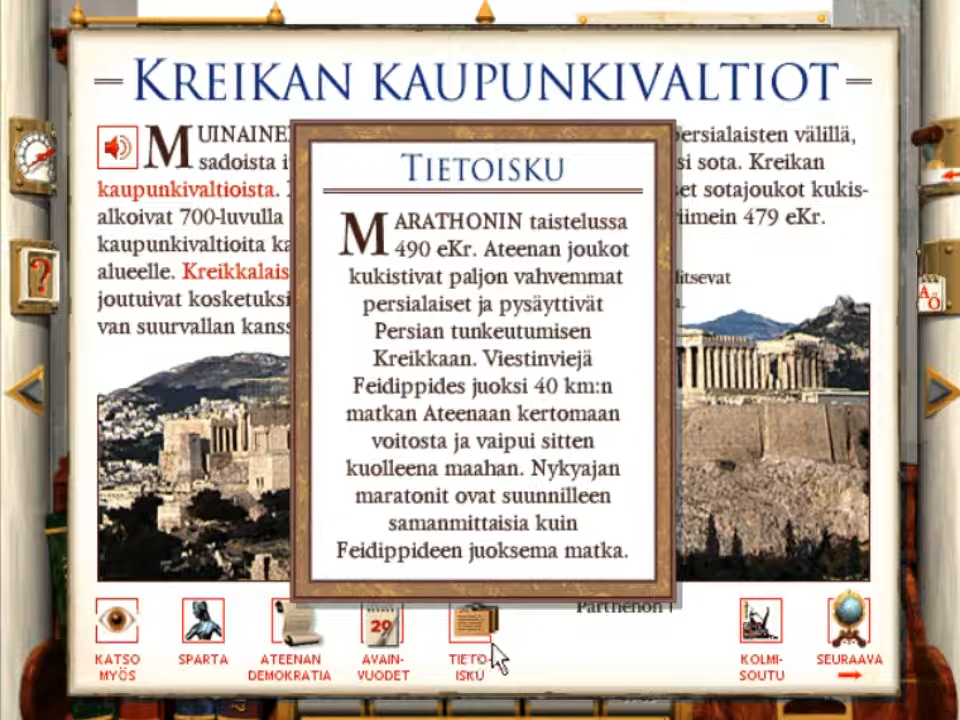 KREIKAN KAUPUNKIVALTIOT
MUINAINE
sadoista
kaupunkivaltioista.
alkoivat 700-luvulla
kaupunkivaltioita
alueelle. Kreikkalais
joutuivat kosketuksi
van suurvallan kanss
ersialaisten välillä,
si sota. Kreikan
et sotajoukot kukis-
riimein 479 eKr.
litsevat
TIETOISKU
MARATHONIN taistelussa
490 eKr. Ateenan joukot
kukistivat paljon vahvemmat
persialaiset ja pysäyttivät
Persian tunkeutumisen
Kreikkaan. Viestinviejä
Feidippides juoksi 40 km:n
matkan Ateenaan kertomaan
voitosta ja vaipui sitten
kuolleena maahan. Nykyajan
maratonit ovat suunnilleen
samanmittaisia kuin
Feidippideen juoksema matka.
Parthenon
KATSO
MYÖS
SPARTA
ATEENAN
DEMOKRATIA
29
AVAIN-
VUODET
TIETO-
ISKU
KOLMI-
SOUTU
SEURAAVA
?
A
Ö